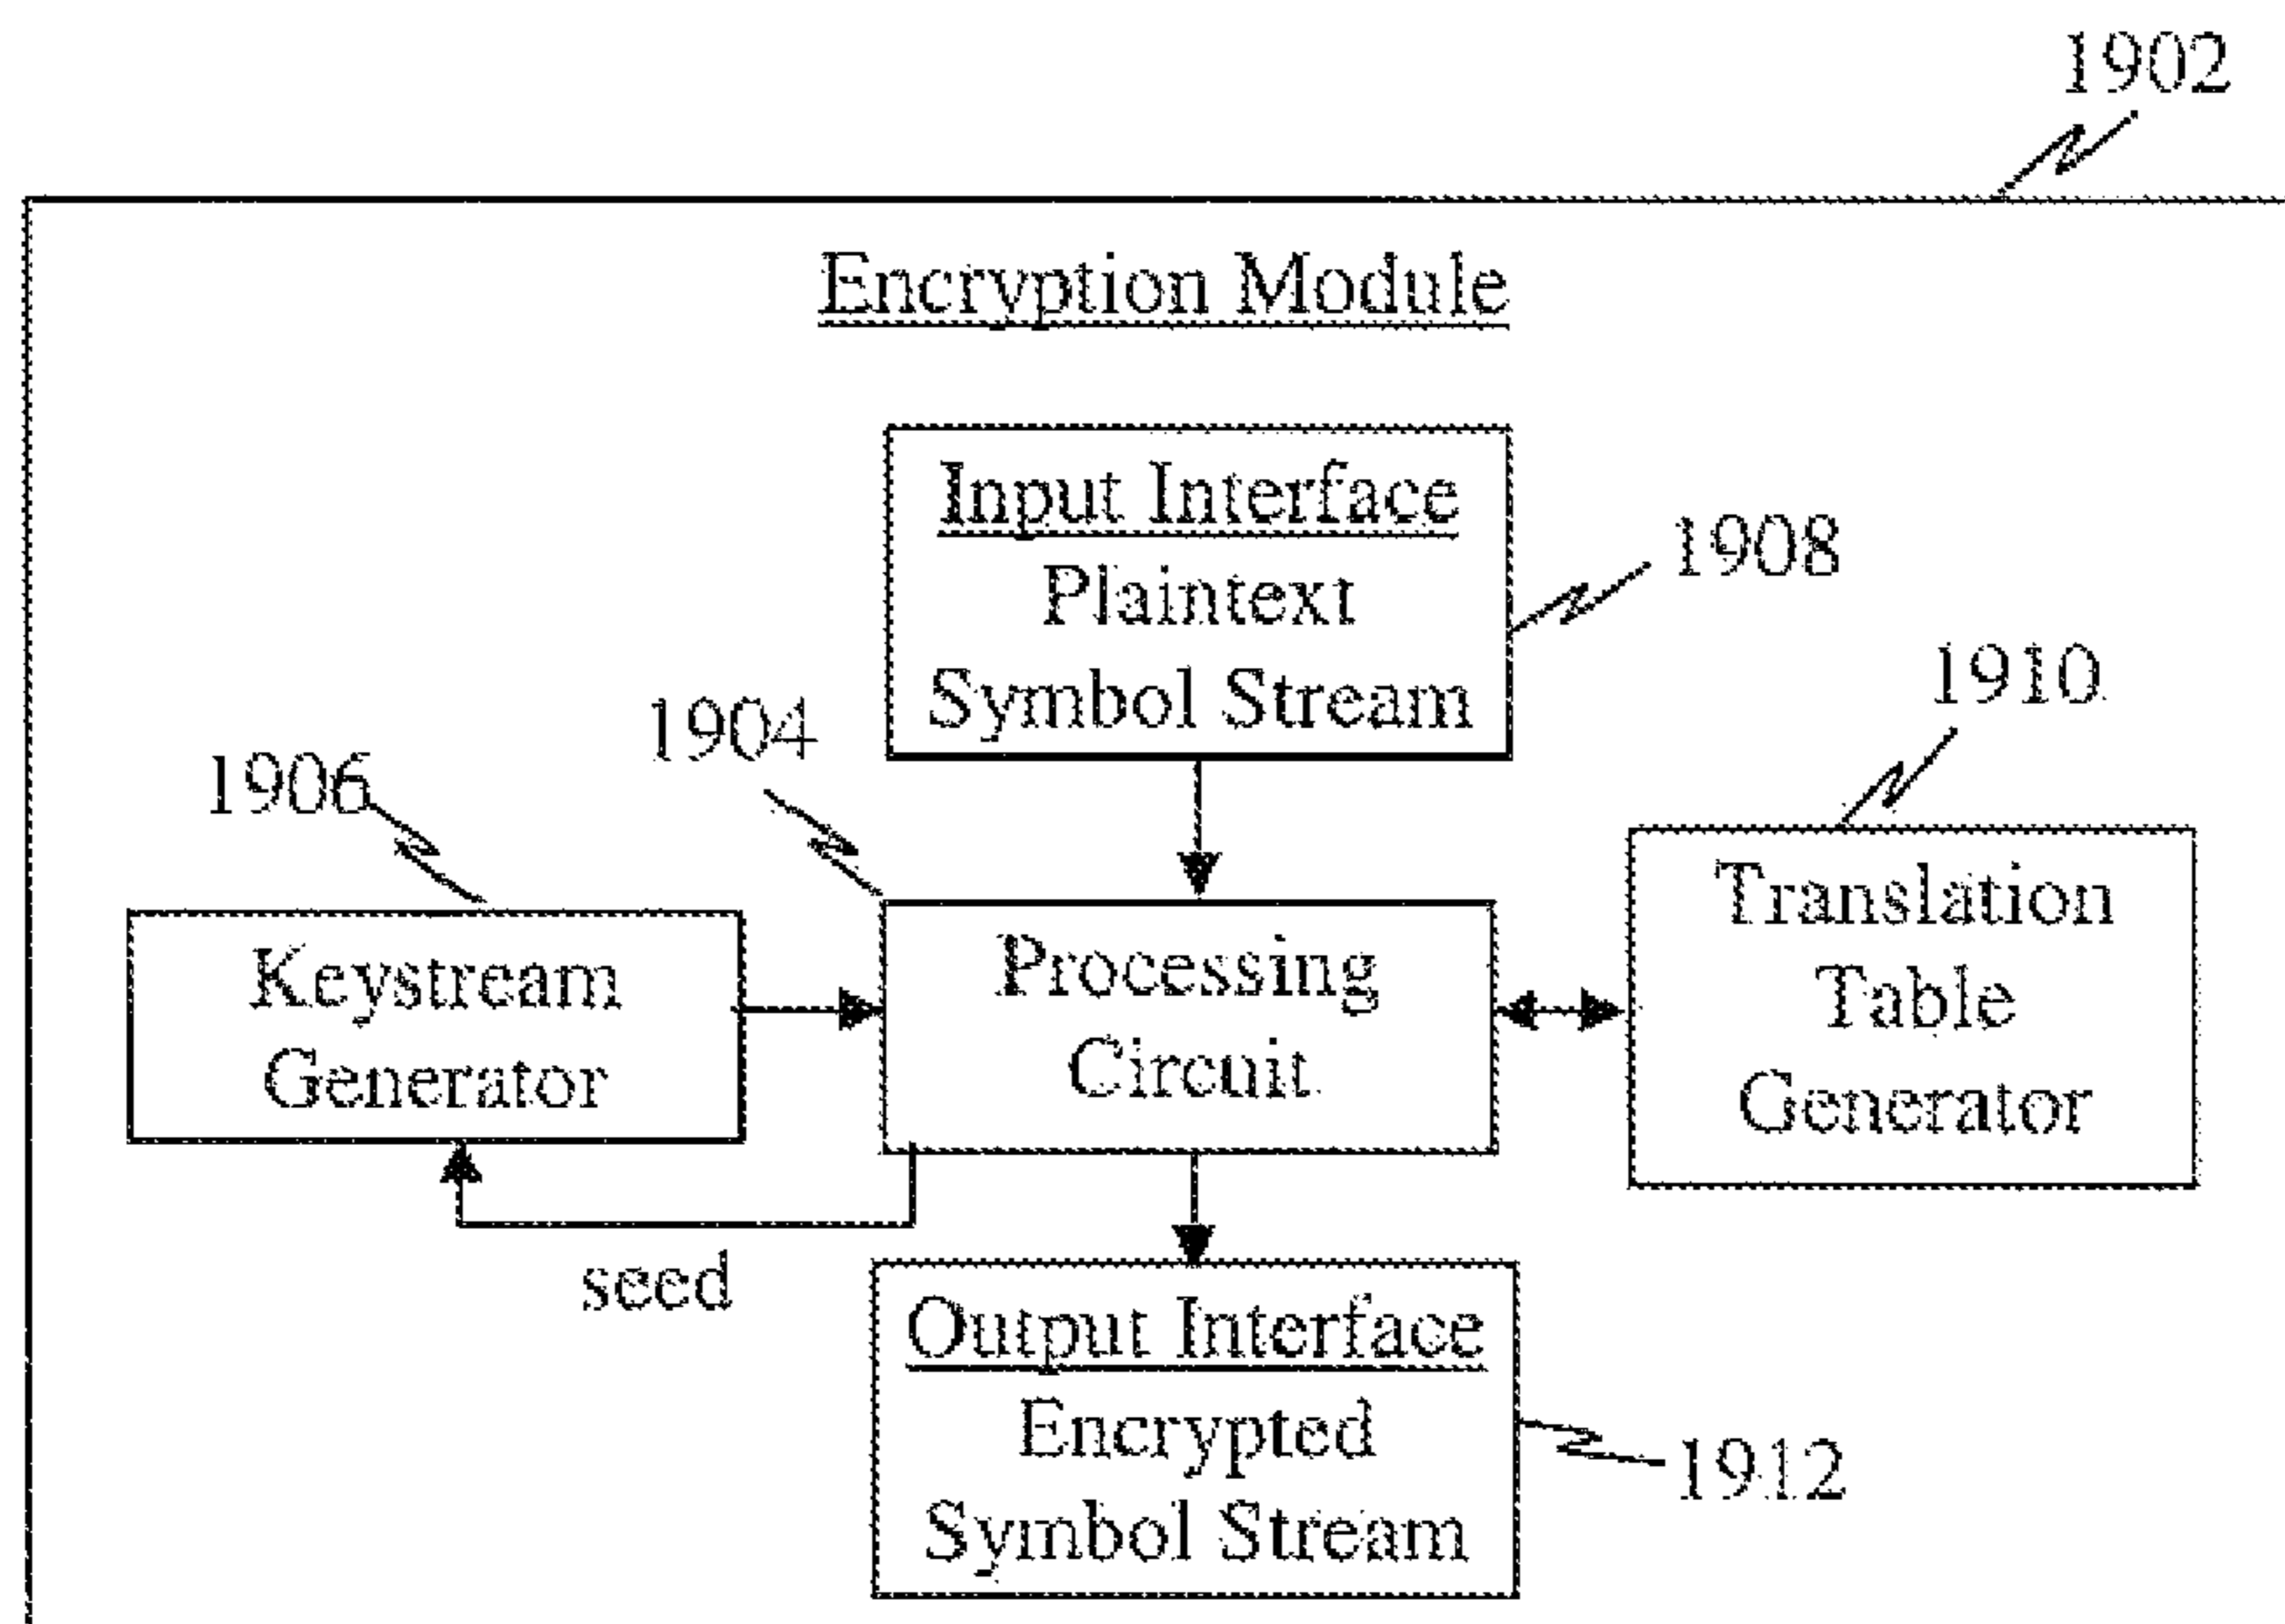 1902
Encryption Module
Input Interface
Plaintext
Symbol Stream
1908
1910
1904
1906
Keystream
Generator
Processing
Circuit
Translation
Table
Generator
seed
Output Interface
Encrypted
Symbol Stream
1912